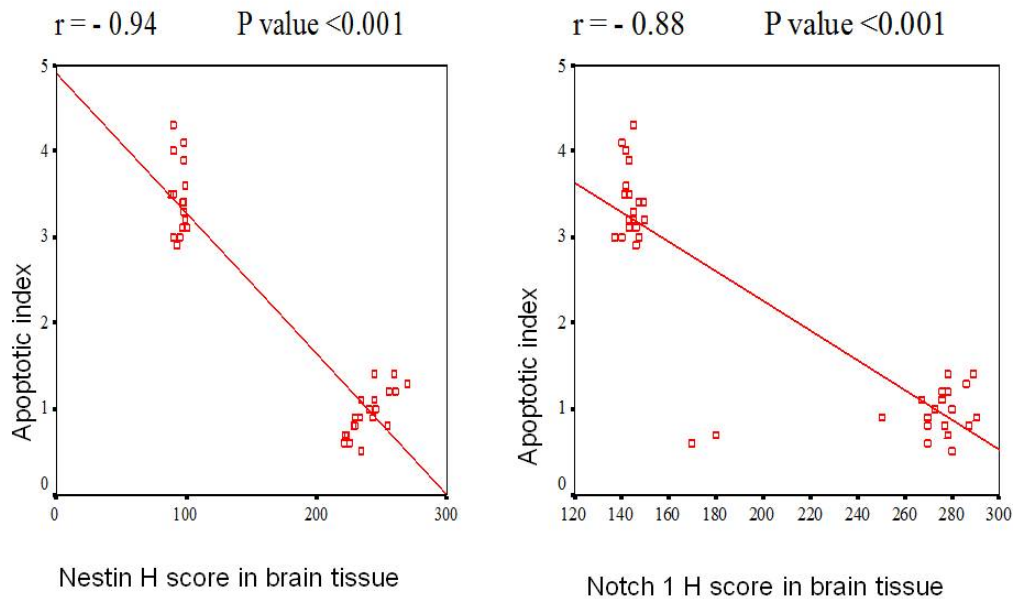 r = - 0.94 P value <0.001
5
4
3
2
1
0
Apoptotic index
0 100 200 300
Nestin H score in brain tissue
r = - 0.88 P value <0.001
5
4
3
2
1
0
Apoptotic index
120 140 160 180 200 220 240 260 280 300
Notch 1 H score in brain tissue